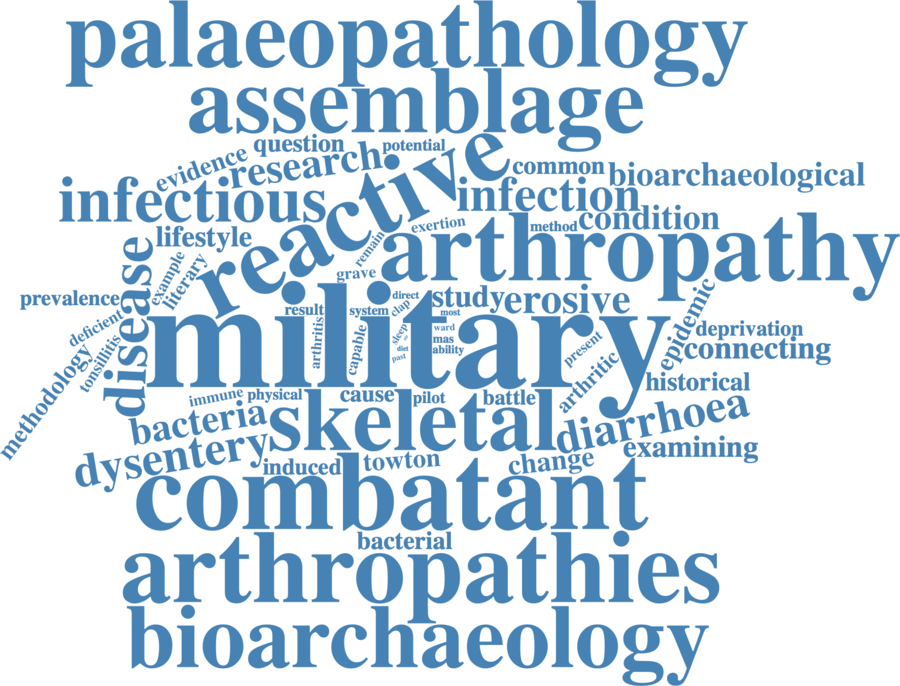 palaeopathology
assemblage
question
potential
evidence
research
reactive
common
bioarchaeological
infectious
infection
condition
lifestyle
exertion
method
remain
arthropathy
disease
example
literary
grave
prevalence
direct
study
erosive
epidemic
military
result
system
clap
most
deficient
arthritis
capable
sleep
ward
mas
ability
diet
past
present
deprivation
connecting
methodology
tonsillitis
arthritic
historical
immune
physical
cause
pilot
battle
bacteria
skeletal
diarrhoea
dysentery
induced
towton
change
examining
combatant
bacterial
arthropathies
bioarchaeology